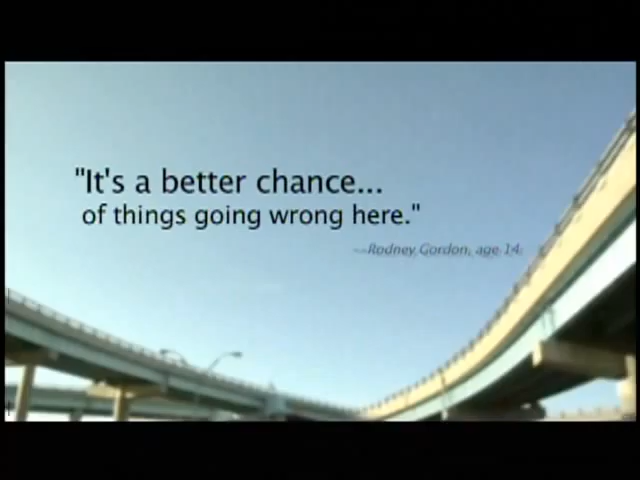 "It's a better chance...
of things going wrong here."
—Rodney Gordon, age 14